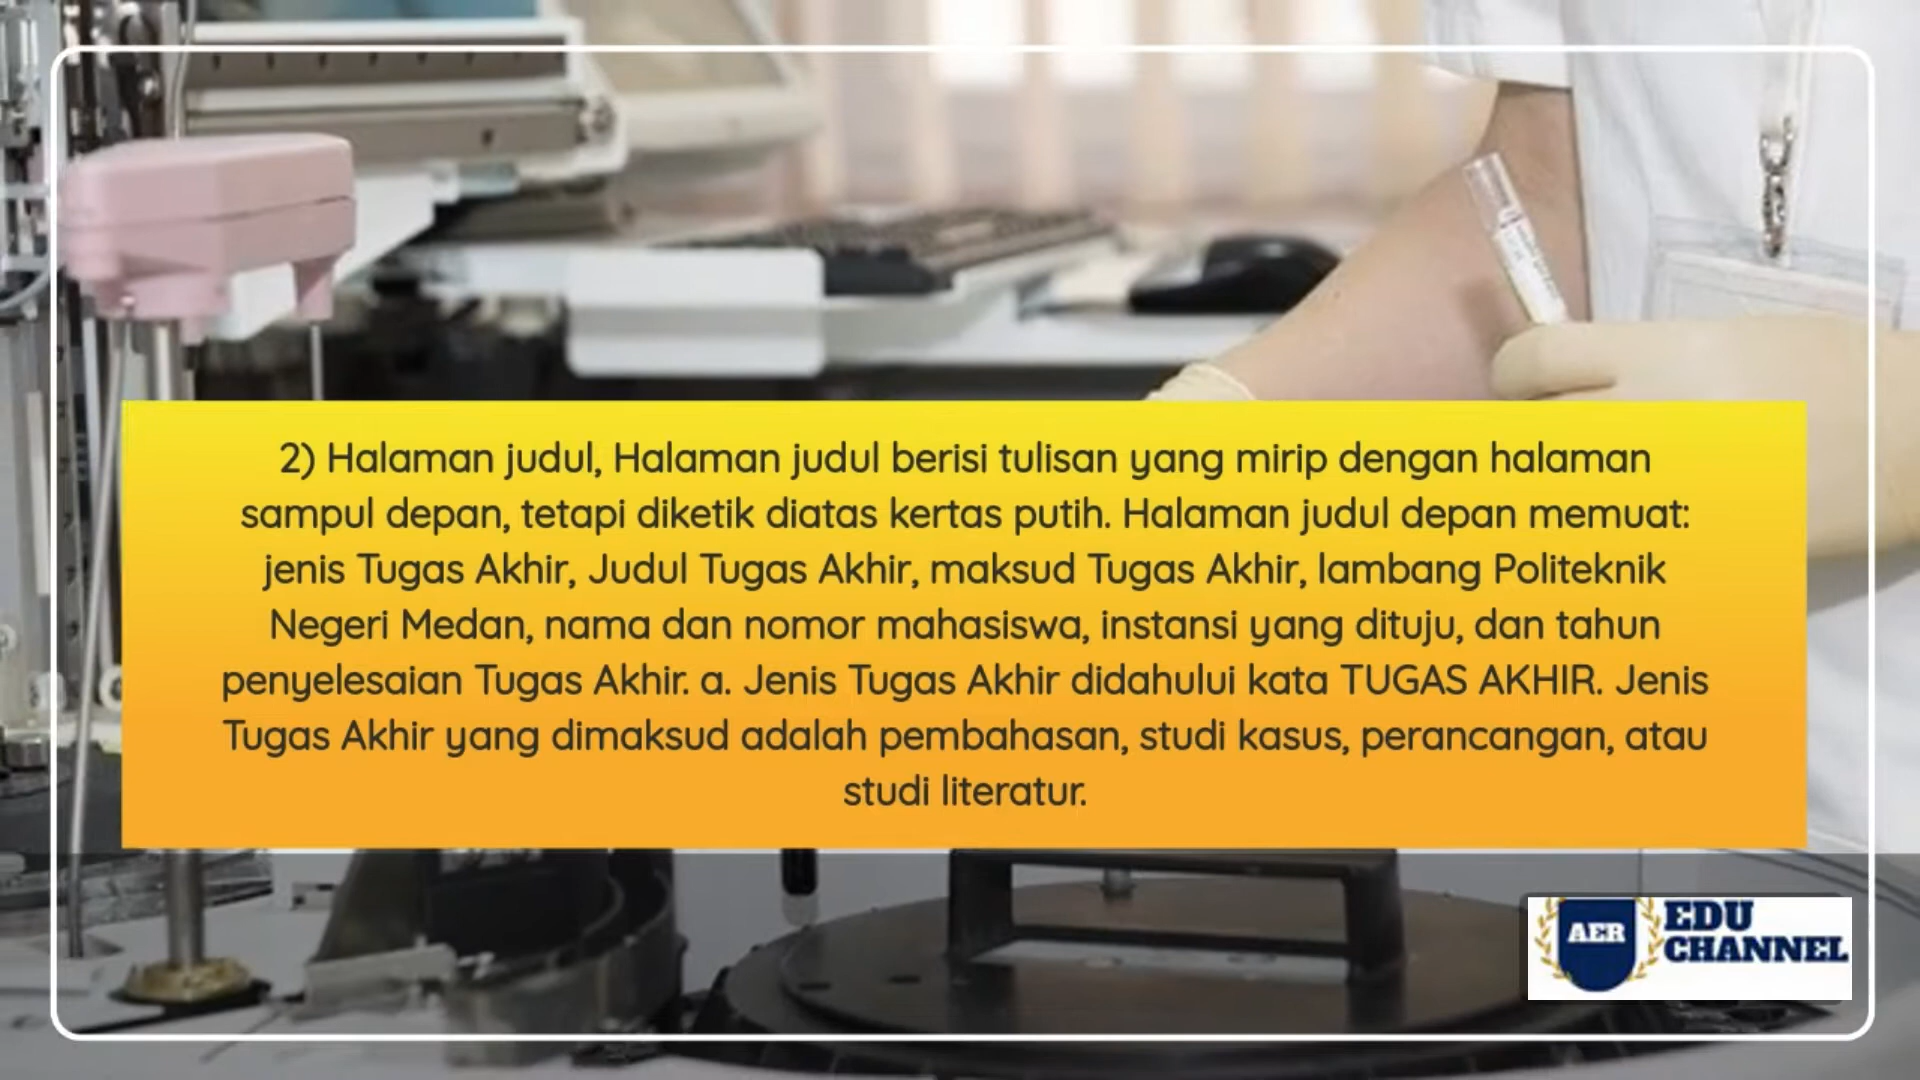 2) Halaman judul, Halaman judul berisi tulisan yang mirip dengan halaman
sampul depan, tetapi diketik diatas kertas putih. Halaman judul depan memuat:
jenis Tugas Akhir, Judul Tugas Akhir, maksud Tugas Akhir, lambang Politeknik
Negeri Medan, nama dan nomor mahasiswa, instansi yang dituju, dan tahun
penyelesaian Tugas Akhir. a. Jenis Tugas Akhir didahului kata TUGAS AKHIR. Jenis
Tugas Akhir yang dimaksud adalah pembahasan, studi kasus, perancangan, atau
studi literatur.
AER
EDU
CHANNEL